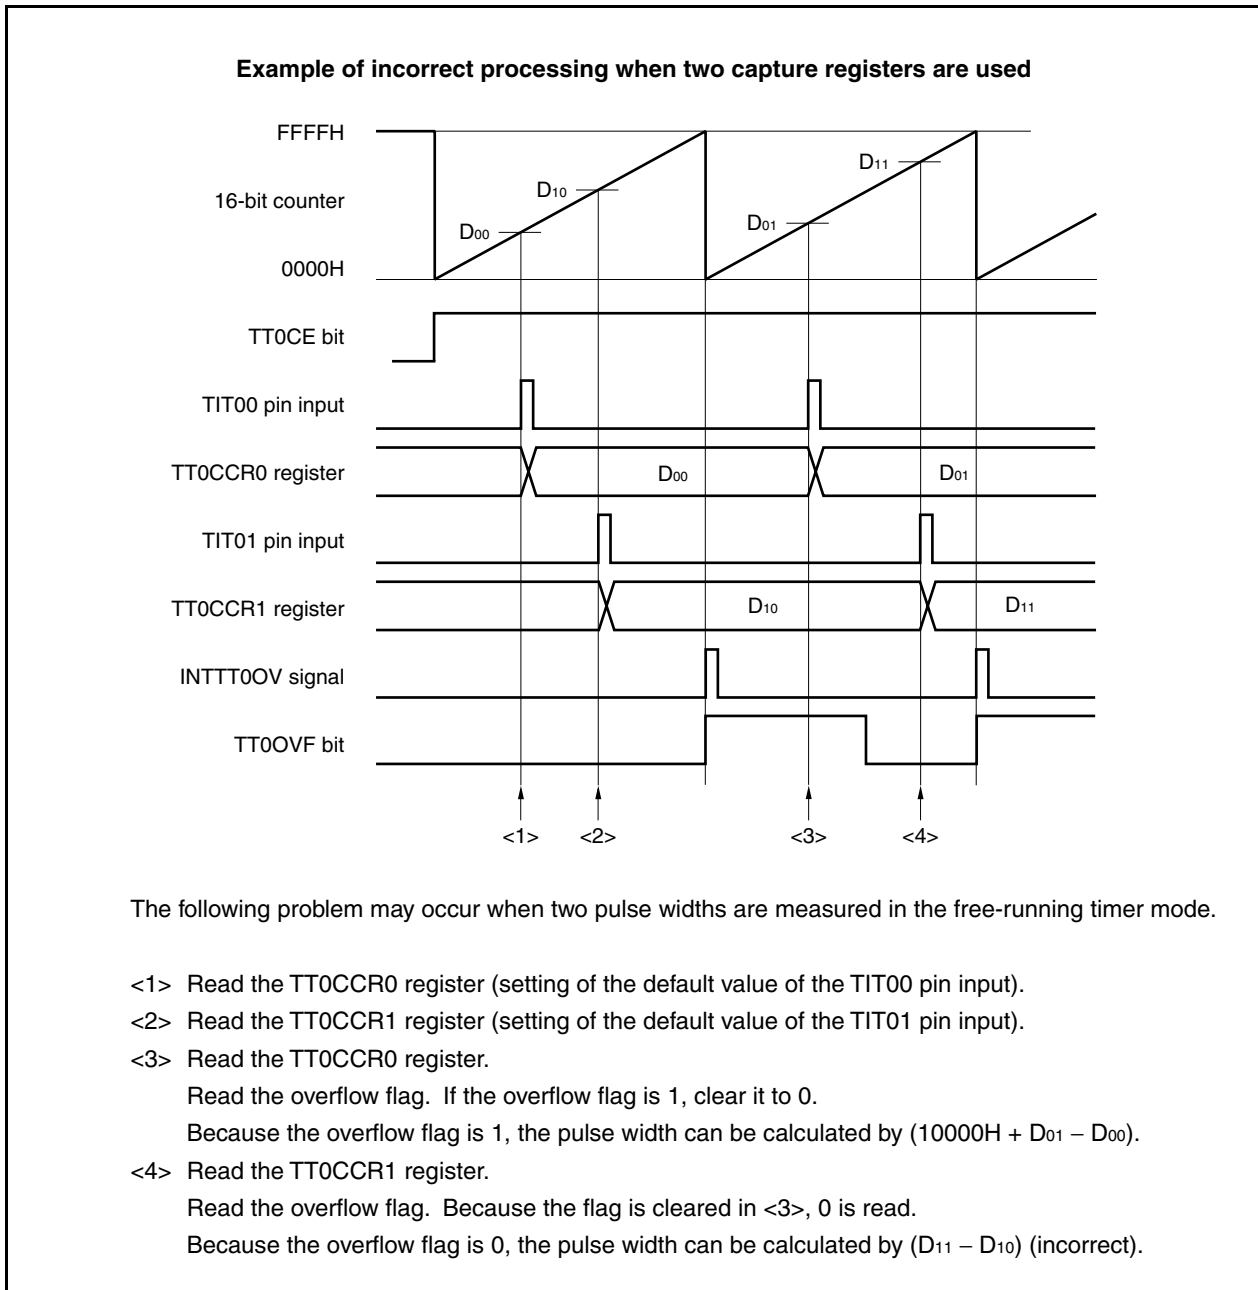 Example of incorrect processing when two capture registers are used
FFFFH
D11
D10
16-bit counter
D01
D00
0000H
TT0CE bit
TIT00 pin input
TT0CCR0 register
D00
D01
TIT01 pin input
TT0CCR1 register
D10
D11
INTTT0OV signal
TT0OVF bit
<1> <2> <3> <4>
The following problem may occur when two pulse widths are measured in the free-running timer mode.
<1> Read the TT0CCR0 register (setting of the default value of the TIT00 pin input).
<2> Read the TT0CCR1 register (setting of the default value of the TIT01 pin input).
<3> Read the TT0CCR0 register.
Read the overflow flag. If the overflow flag is 1, clear it to 0.
Because the overflow flag is 1, the pulse width can be calculated by (10000H + D01 − D00).
<4> Read the TT0CCR1 register.
Read the overflow flag. Because the flag is cleared in <3>, 0 is read.
Because the overflow flag is 0, the pulse width can be calculated by (D11 − D10) (incorrect).